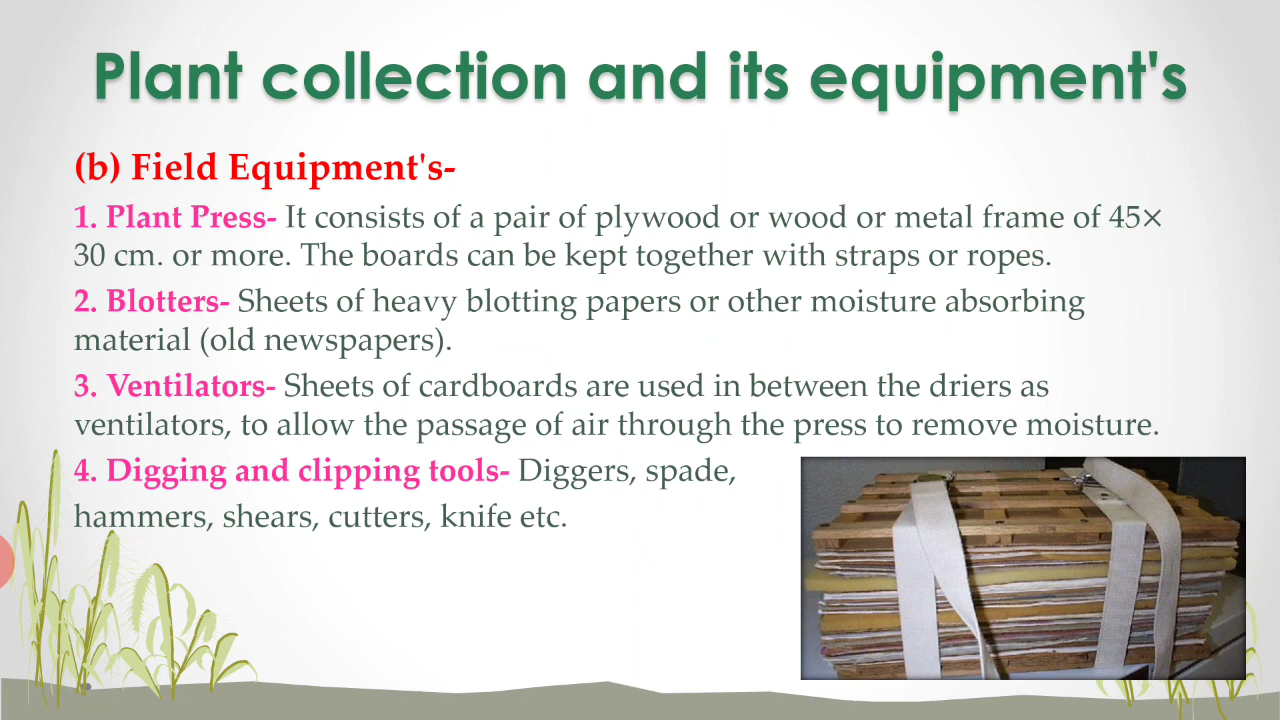 Plant collection and its equipment's
(b) Field Equipment's-
1. Plant Press- It consists of a pair of plywood or wood or metal frame of 45×
30 cm. or more. The boards can be kept together with straps or ropes.
2. Blotters- Sheets of heavy blotting papers or other moisture absorbing
material (old newspapers).
3. Ventilators- Sheets of cardboards are used in between the driers as
ventilators, to allow the passage of air through the press to remove moisture.
4. Digging and clipping tools- Diggers, spade,
hammers, shears, cutters, knife etc.